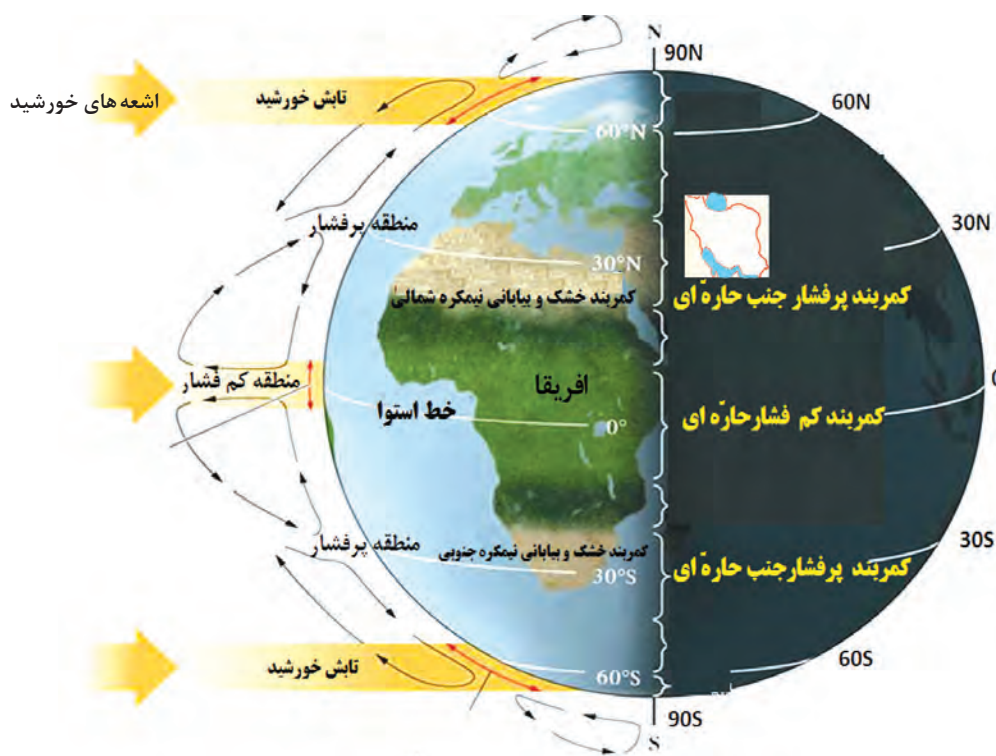 N
90N
اشعه های خورشید
تابش خورشید
60N
60°N
30N
منطقه پرفشار
30°N
کمربند خشک و بیابانی نیمکره شمالی
کمربند پرفشار جنب حارّه ای
منطقه کم فشار
افریقا
0
خط استوا
0°
کمربند کم فشارحارّه ای
30S
منطقه پرفشار
کمربند خشک و بیابانی نیمکره جنوبی
30°S
کمربند پرفشارجنب حارّه ای
تابش خورشید
60°S
60S
90S
S